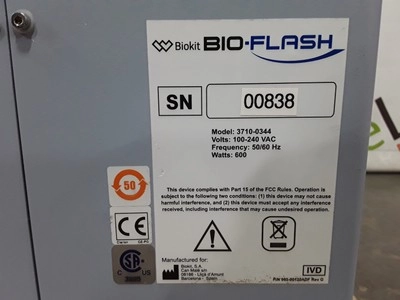 Biokit BIO-FLASH
SN 00838
Model: 3710-0344
Volts: 100-240 VAC
Frequency: 50/60 Hz
Watts: 600
50
This device complies with Part 15 of the FCC Rules. Operation is
subject to the following two conditions: (1) this device may not cause
harmful interference, and (2) this device must accept any interference
received, including interference that may cause undesired operation.
CE
SA
C US
Manufactured for:
Biokit, S.A.
Can Malé s/n
08186 - Lliçà d'Amunt
Barcelona - Spain
IVD